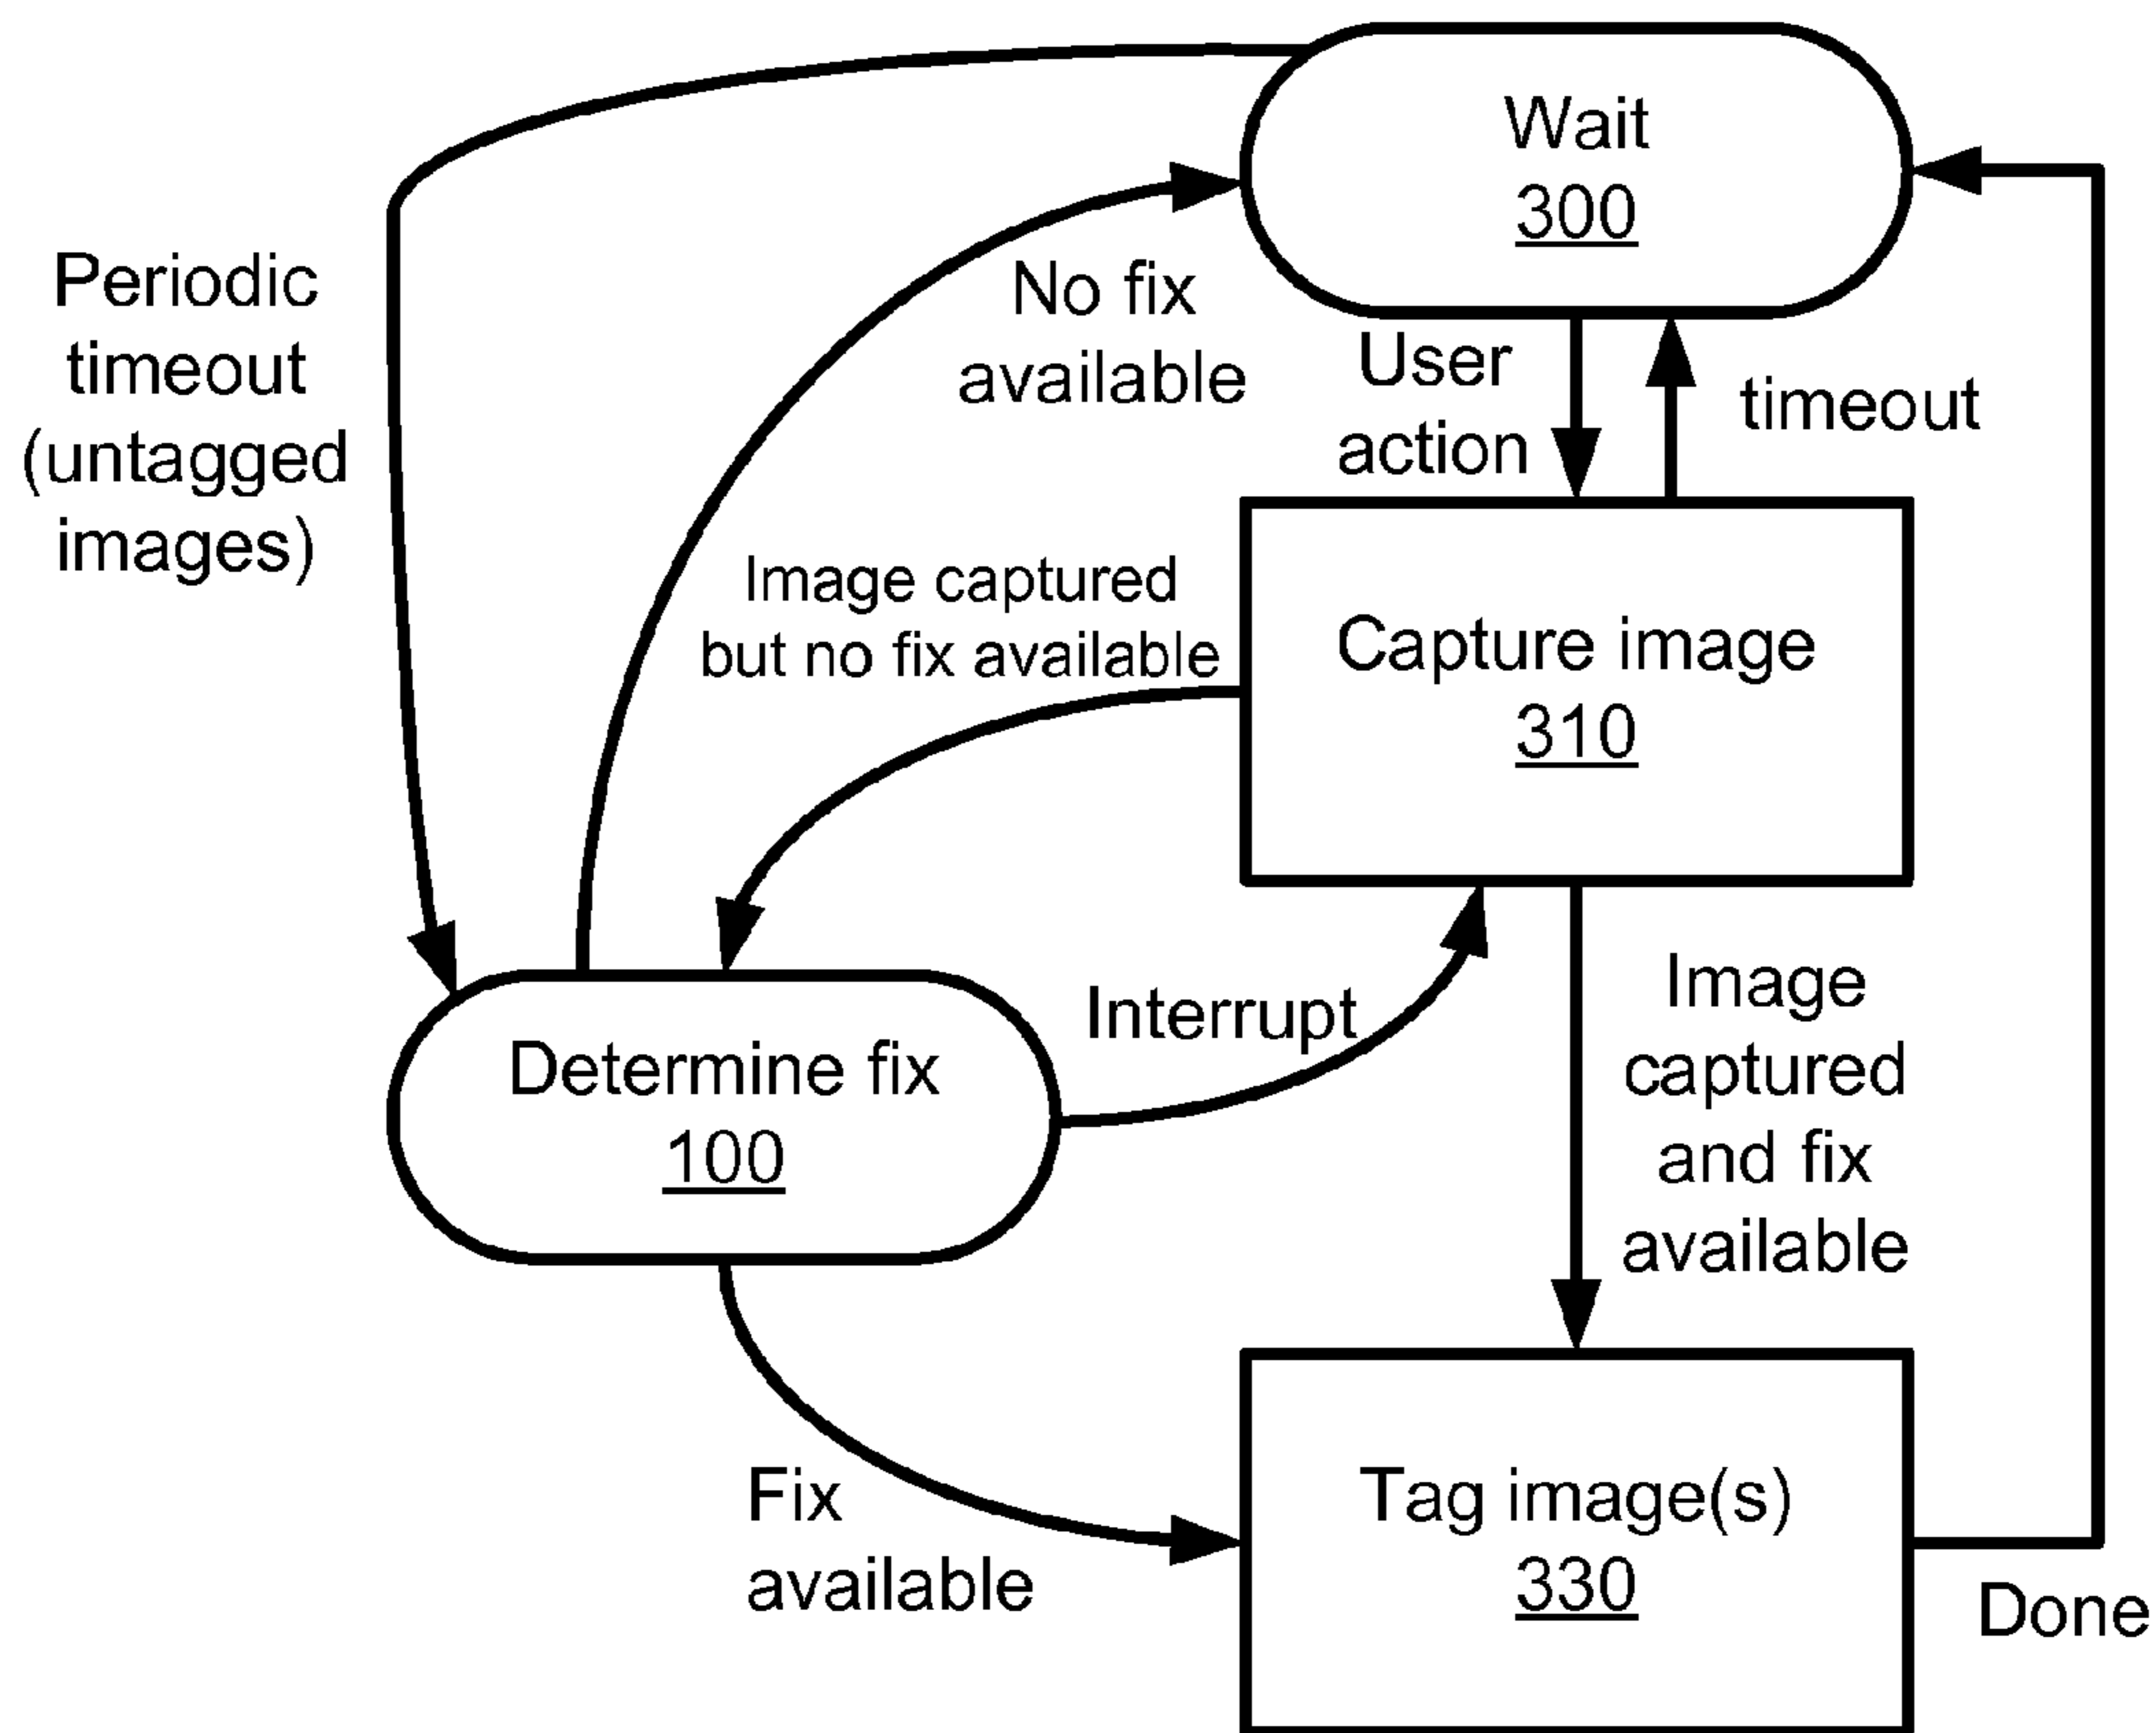 Wait
300
Periodic
timeout
(untagged
images)
No fix
available
User
action
timeout
Image captured
but no fix available
Capture image
310
Interrupt
Image
captured
and fix
available
Determine fix
100
Fix
available
Tag image(s)
330
Done